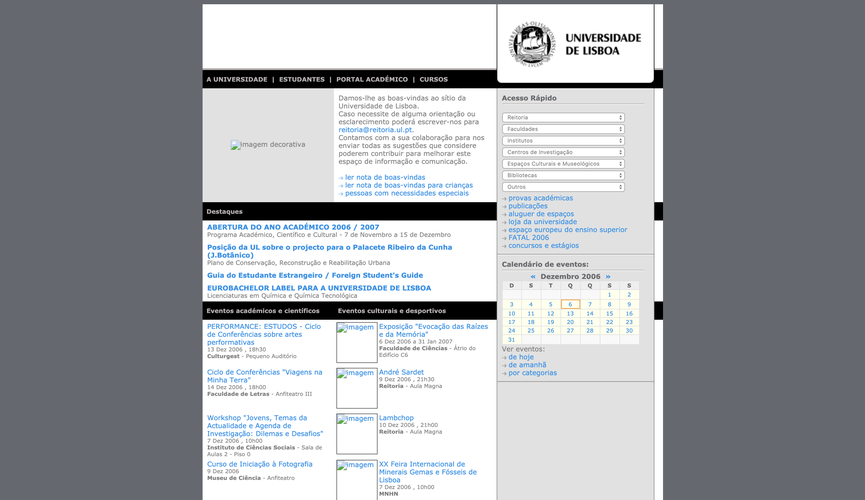 UNIVERSIDADE
DE LISBOA
A UNIVERSIDADE | ESTUDANTES | PORTAL ACADÉMICO | CURSOS
imagem decorativa
Damos-lhe as boas-vindas ao sítio da
Universidade de Lisboa.
Caso necessite de alguma orientação ou
esclarecimento poderá escrever-nos para
reitoria@reitoria.ul.pt.
Contamos com a sua colaboração para nos
enviar todas as sugestões que considere
poderem contribuir para melhorar este
espaço de informação e comunicação.
ler nota de boas-vindas
ler nota de boas-vindas para crianças
pessoas com necessidades especiais
Destaques
ABERTURA DO ANO ACADÉMICO 2006 / 2007
Programa Académico, Científico e Cultural - 7 de Novembro a 15 de Dezembro
Posição da UL sobre o projecto para o Palacete Ribeiro da Cunha
(J.Botânico)
Plano de Conservação, Reconstrução e Reabilitação Urbana
Guia do Estudante Estrangeiro / Foreign Student's Guide
EUROBACHELOR LABEL PARA A UNIVERSIDADE DE LISBOA
Licenciaturas em Química e Química Tecnológica
Eventos académicos e científicos
PERFORMANCE: ESTUDOS - Ciclo
de Conferências sobre artes
performativas
13 Dez 2006 , 18h30
Culturgest - Pequeno Auditório
Ciclo de Conferências "Viagens na
Minha Terra"
14 Dez 2006 , 18h00
Faculdade de Letras - Anfiteatro III
Workshop "Jovens, Temas da
Actualidade e Agenda de
Investigação: Dilemas e Desafios"
7 Dez 2006 , 10h00
Instituto de Ciências Sociais - Sala de
Aulas 2 - Piso 0
Curso de Iniciação à Fotografia
9 Dez 2006
Museu de Ciência - Anfiteatro
Eventos culturais e desportivos
imagem
Exposição "Evocação das Raízes
e da Memória"
6 Dez 2006 a 31 Jan 2007
Faculdade de Ciências - Átrio do
Edifício C6
imagem
André Sardet
9 Dez 2006 , 21h30
Reitoria - Aula Magna
imagem
Lambchop
10 Dez 2006 , 21h00
Reitoria - Aula Magna
imagem
XX Feira Internacional de
Minerais Gemas e Fósseis de
Lisboa
7 Dez 2006 , 10h00
MNHN
Acesso Rápido
Reitoria
Faculdades
Institutos
Centros de Investigação
Espaços Culturais e Museológicos
Bibliotecas
Outros
provas académicas
publicações
aluguer de espaços
loja da universidade
espaço europeu do ensino superior
FATAL 2006
concursos e estágios
Calendário de eventos:
« Dezembro 2006 »
D S T Q Q S S
1 2
3 4 5 6 7 8 9
10 11 12 13 14 15 16
17 18 19 20 21 22 23
24 25 26 27 28 29 30
31
Ver eventos:
de hoje
de amanhã
por categorias